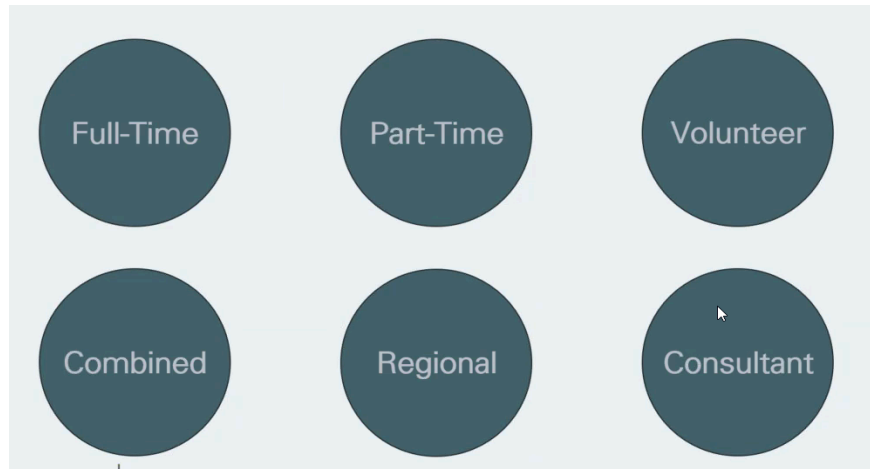 Full-Time
Part-Time
Volunteer
Combined
Regional
Consultant